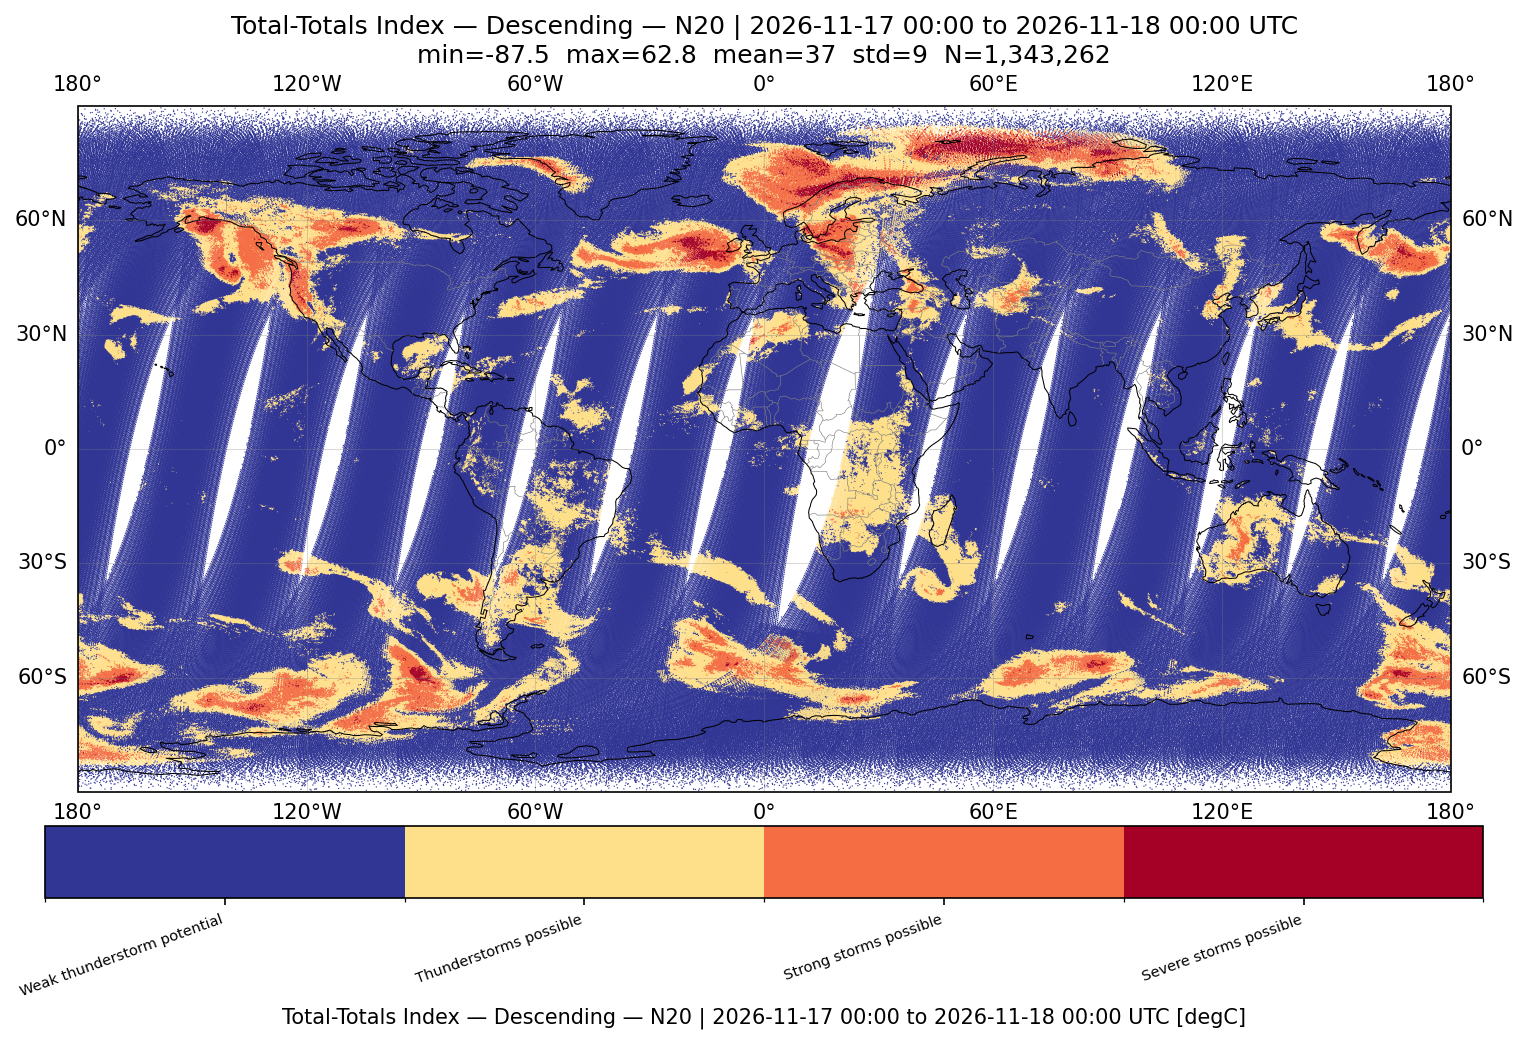 Total-Totals Index — Descending — N20 | 2026-11-17 00:00 to 2026-11-18 00:00 UTC
min=-87.5  max=62.8  mean=37  std=9  N=1,343,262
180° 120°W 60°W 0° 60°E 120°E 180°
60°N 60°N
30°N 30°N
0° 0°
30°S 30°S
60°S 60°S
180° 120°W 60°W 0° 60°E 120°E 180°
Weak thunderstorm potential
Thunderstorms possible
Strong storms possible
Severe storms possible
Total-Totals Index — Descending — N20 | 2026-11-17 00:00 to 2026-11-18 00:00 UTC [degC]